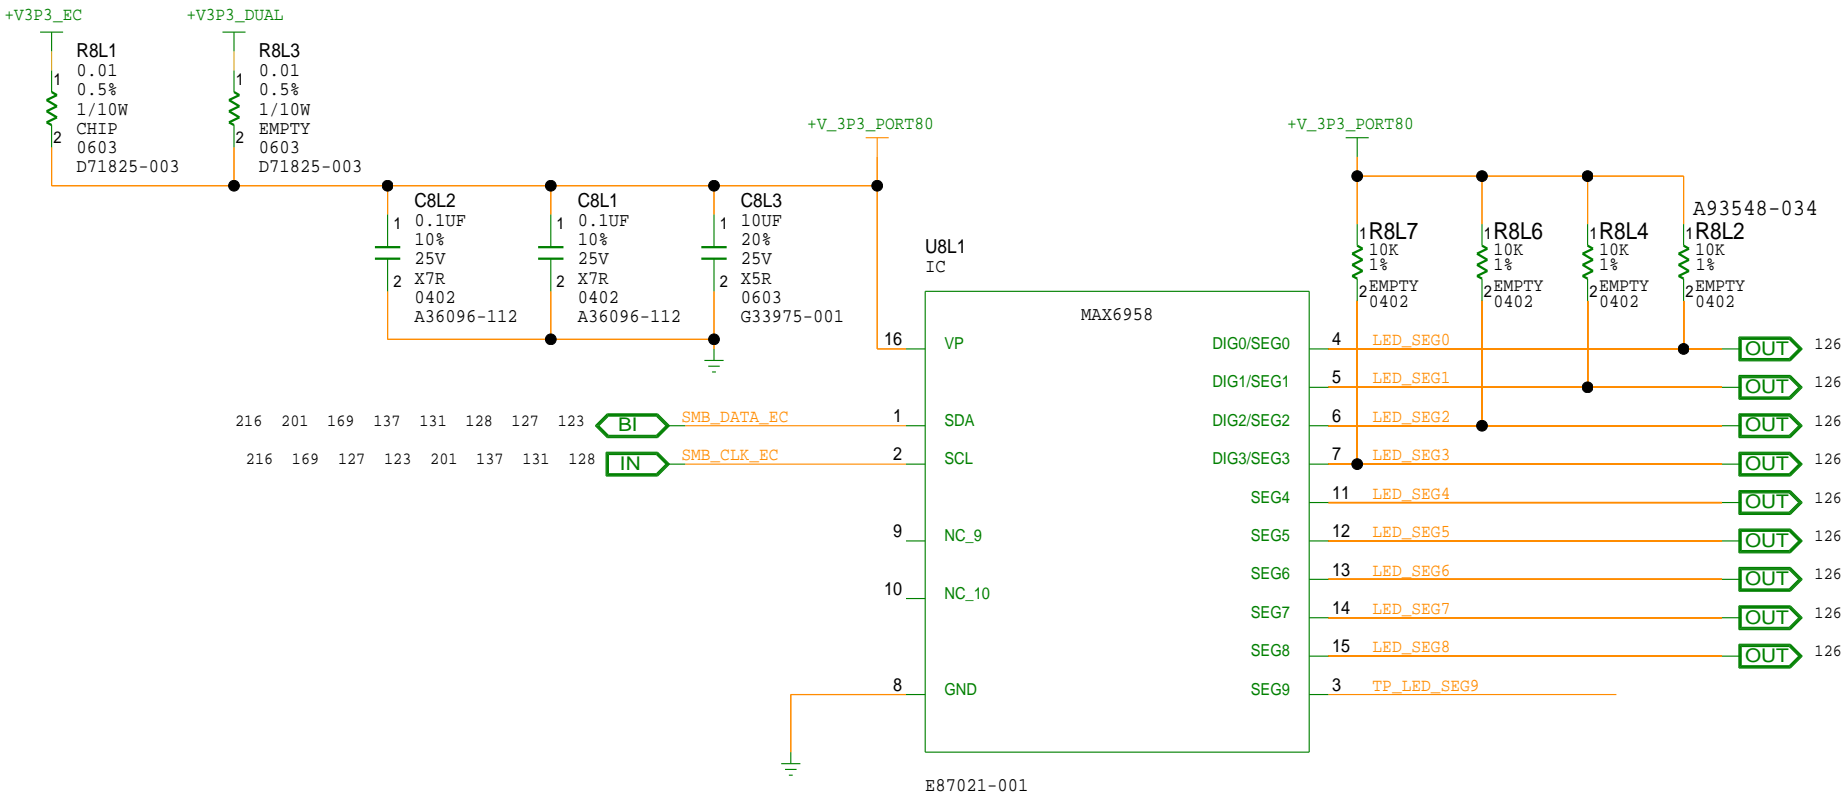 +V3P3_EC
+V3P3_DUAL
R8L1
0.01
0.5%
1/10W
CHIP
0603
D71825-003
1
2
R8L3
0.01
0.5%
1/10W
EMPTY
0603
D71825-003
1
2
+V_3P3_PORT80
C8L2
0.1UF
10%
25V
X7R
0402
A36096-112
1
2
C8L1
0.1UF
10%
25V
X7R
0402
A36096-112
1
2
C8L3
10UF
20%
25V
X5R
0603
G33975-001
1
2
+V_3P3_PORT80
A93548-034
1 R8L7
10K
1%
EMPTY
2 0402
1 R8L6
10K
1%
EMPTY
2 0402
1 R8L4
10K
1%
EMPTY
2 0402
1 R8L2
10K
1%
EMPTY
2 0402
U8L1
IC
MAX6958
16 VP
216 201 169 137 131 128 127 123 BI SMB_DATA_EC 1 SDA
216 169 127 123 201 137 131 128 IN SMB_CLK_EC 2 SCL
9 NC_9
10 NC_10
8 GND
DIG0/SEG0 4 LED_SEG0 OUT 126
DIG1/SEG1 5 LED_SEG1 OUT 126
DIG2/SEG2 6 LED_SEG2 OUT 126
DIG3/SEG3 7 LED_SEG3 OUT 126
SEG4 11 LED_SEG4 OUT 126
SEG5 12 LED_SEG5 OUT 126
SEG6 13 LED_SEG6 OUT 126
SEG7 14 LED_SEG7 OUT 126
SEG8 15 LED_SEG8 OUT 126
SEG9 3 TP_LED_SEG9
E87021-001